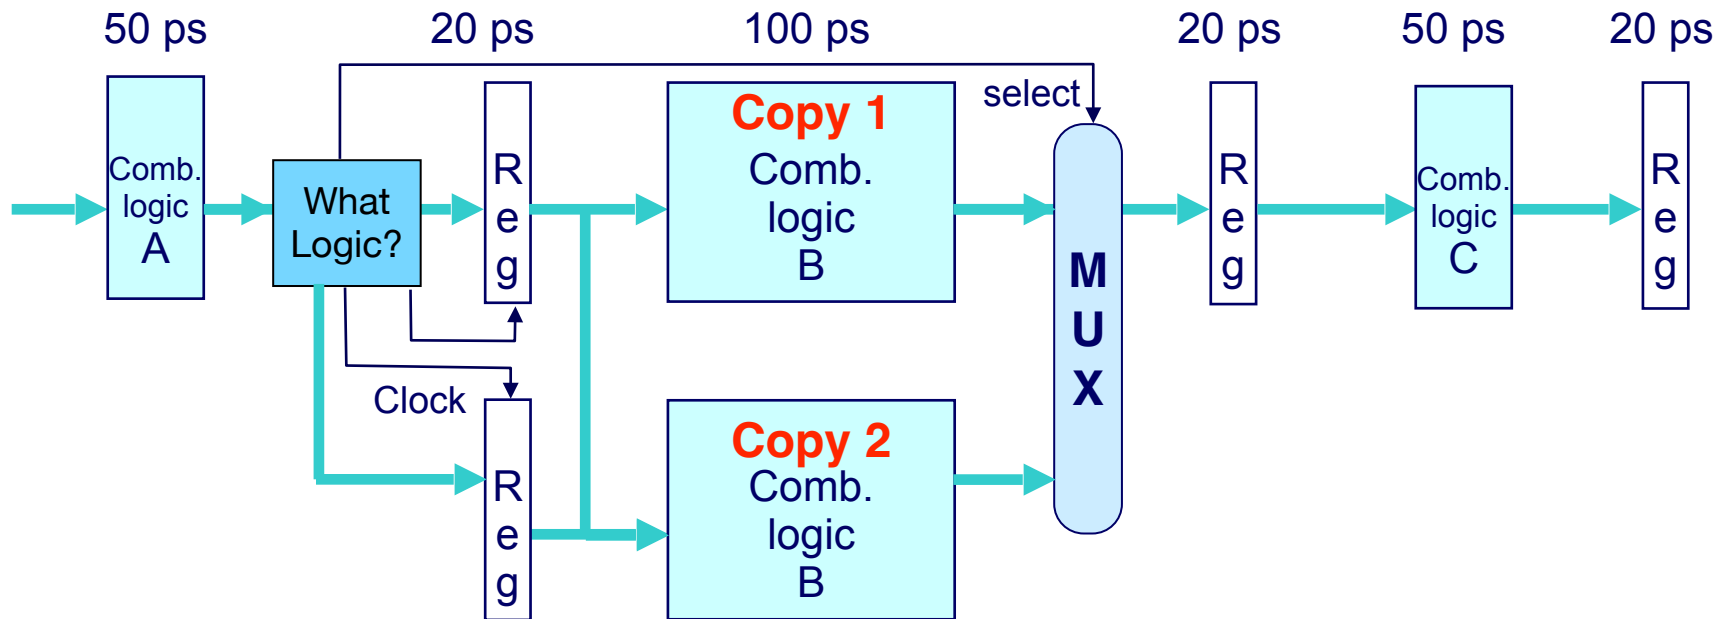 50 ps 20 ps 100 ps 20 ps 50 ps 20 ps
select
Comb.
logic
A
What
Logic?
R
e
g
Copy 1
Comb.
logic
B
M
U
X
R
e
g
Comb.
logic
C
R
e
g
Clock
R
e
g
Copy 2
Comb.
logic
B